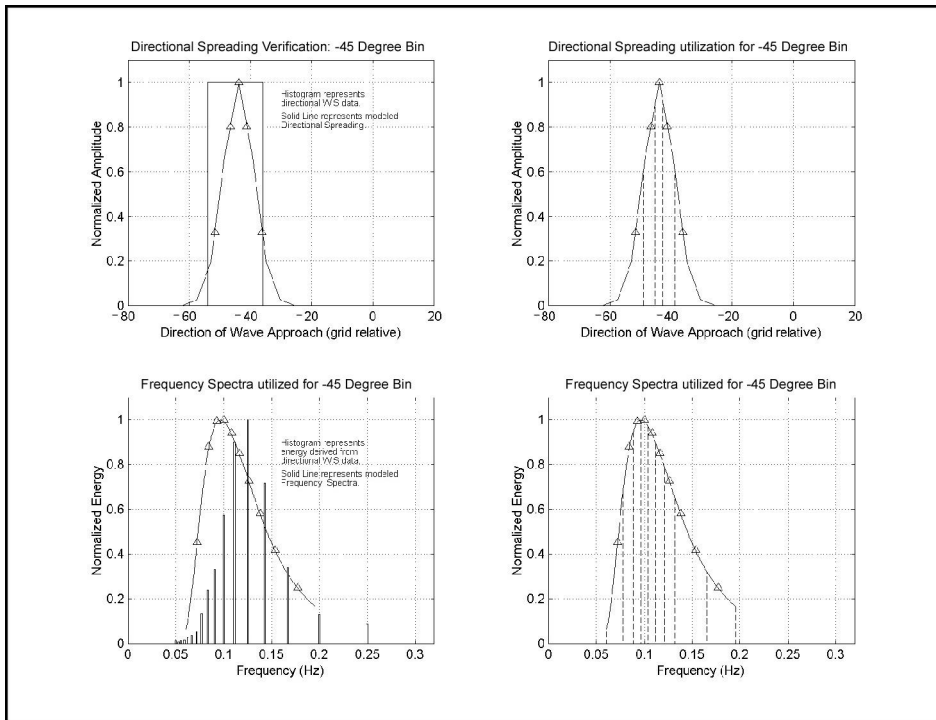 Directional Spreading Verification: -45 Degree Bin
Normalized Amplitude
1
0.8
0.6
0.4
0.2
0
Histogram represents
directional WIS data.
Solid Line represents modeled
Directional Spreading.
−80 −60 −40 −20 0 20
Direction of Wave Approach (grid relative)
Directional Spreading utilization for -45 Degree Bin
Normalized Amplitude
1
0.8
0.6
0.4
0.2
0
−80 −60 −40 −20 0 20
Direction of Wave Approach (grid relative)
Frequency Spectra utilized for -45 Degree Bin
Normalized Energy
1
0.8
0.6
0.4
0.2
0
Histogram represents
energy derived from
directional WIS data.
Solid Line represents modeled
Frequency Spectra.
0 0.05 0.1 0.15 0.2 0.25 0.3
Frequency (Hz)
Frequency Spectra utilized for -45 Degree Bin
Normalized Energy
1
0.8
0.6
0.4
0.2
0
0 0.05 0.1 0.15 0.2 0.25 0.3
Frequency (Hz)